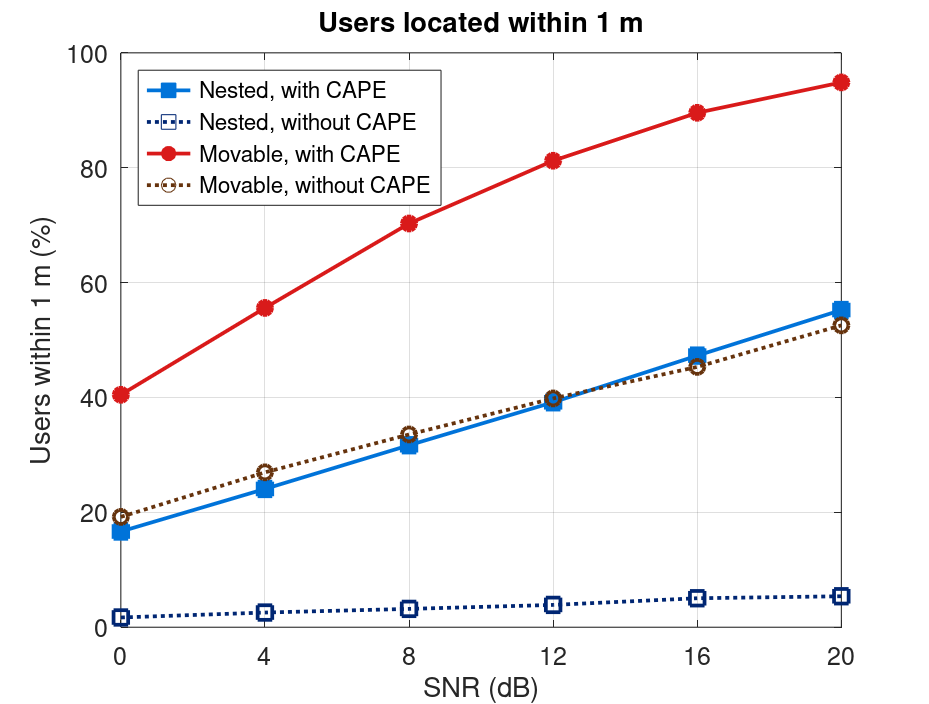 Users located within 1 m
Users within 1 m (%)
100
80
60
40
20
0
Nested, with CAPE
Nested, without CAPE
Movable, with CAPE
Movable, without CAPE
0 4 8 12 16 20
SNR (dB)